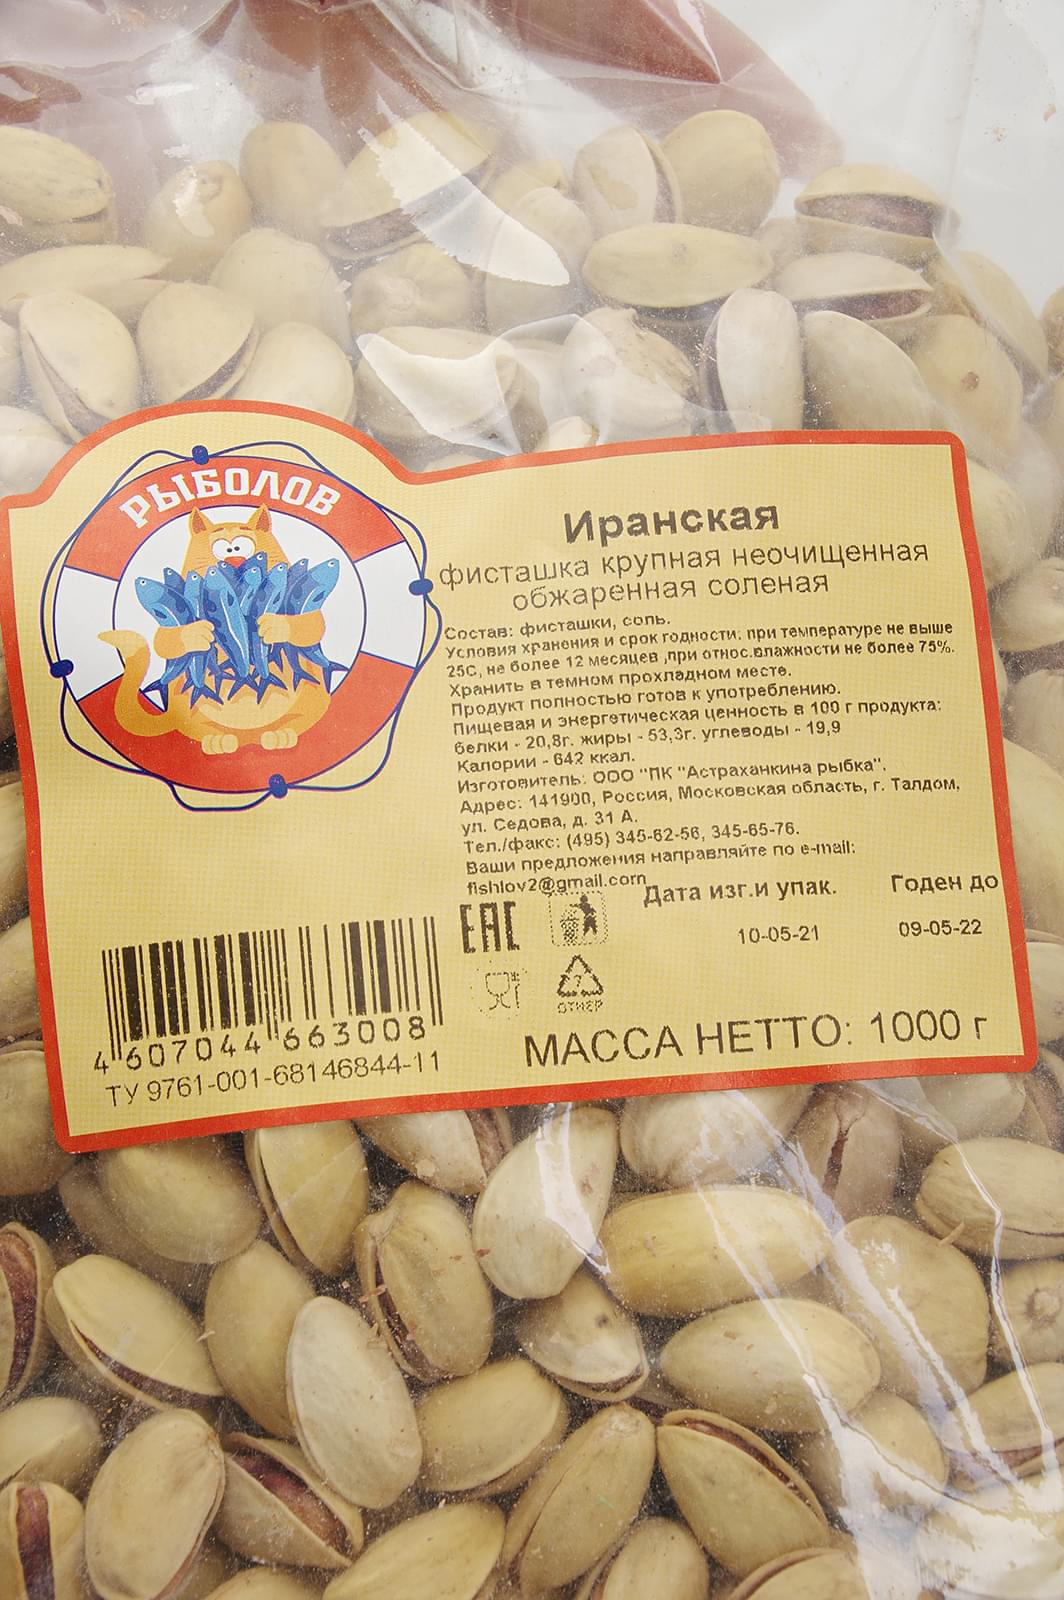 РЫБОЛОВ
Иранская
фисташка крупная неочищенная
обжаренная соленая
Состав: фисташки, соль.
Условия хранения и срок годности: при температуре не выше
25С, не более 12 месяцев ,при относ.влажности не более 75%.
Хранить в темном прохладном месте.
Продукт полностью готов к употреблению.
Пищевая и энергетическая ценность в 100 г продукта:
белки - 20,8г. жиры - 53,3г. углеводы - 19,9
Калории - 642 ккал.
Изготовитель: ООО "ПК "Астраханкина рыбка".
Адрес: 141900, Россия, Московская область, г. Талдом,
ул. Седова, д. 31 А.
Тел./факс: (495) 345-62-56, 345-65-76.
Ваши предложения направляйте по e-mail:
fishlov2@gmail.com
Дата изг.и упак. Годен до
10-05-21 09-05-22
EAC
7
OTHER
МАССА НЕТТО: 1000 г
4 607044 663008
ТУ 9761-001-68146844-11